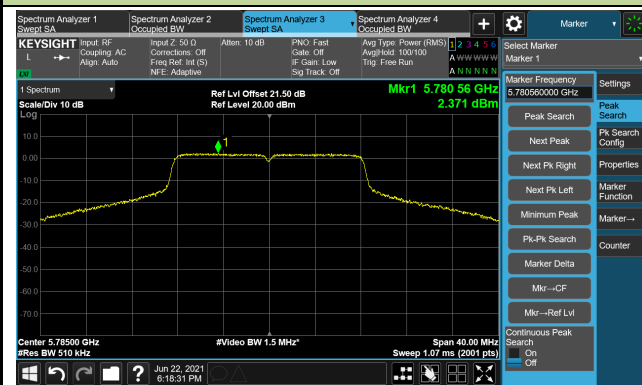 Spectrum Analyzer 1
Swept SA
Spectrum Analyzer 2
Occupied BW
Spectrum Analyzer 3
Swept SA
Spectrum Analyzer 4
Occupied BW
+
Marker
KEYSIGHT
L
LXI
Input: RF
Coupling: AC
Align: Auto
Input Z: 50 Ω
Corrections: Off
Freq Ref: Int (S)
NFE: Adaptive
Atten: 10 dB
PNO: Fast
Gate: Off
IF Gain: Low
Sig Track: Off
Avg Type: Power (RMS)
Avg|Hold: 100/100
Trig: Free Run
1 2 3 4 5 6
A W W W W W
A N N N N N
Select Marker
Marker 1
1 Spectrum
Scale/Div 10 dB
Log
Ref Lvl Offset 21.50 dB
Ref Level 20.00 dBm
Mkr1 5.780 56 GHz
2.371 dBm
1
10.0
0.00
-10.0
-20.0
-30.0
-40.0
-50.0
-60.0
-70.0
Center 5.78500 GHz
#Res BW 510 kHz
#Video BW 1.5 MHz*
Span 40.00 MHz
Sweep 1.07 ms (2001 pts)
Marker Frequency
5.780560000 GHz
Peak Search
Next Peak
Next Pk Right
Next Pk Left
Minimum Peak
Pk-Pk Search
Marker Delta
Mkr→CF
Mkr→Ref Lvl
Continuous Peak
Search
On
Off
Settings
Peak
Search
Pk Search
Config
Properties
Marker
Function
Marker→
Counter
?
Jun 22, 2021
6:18:31 PM